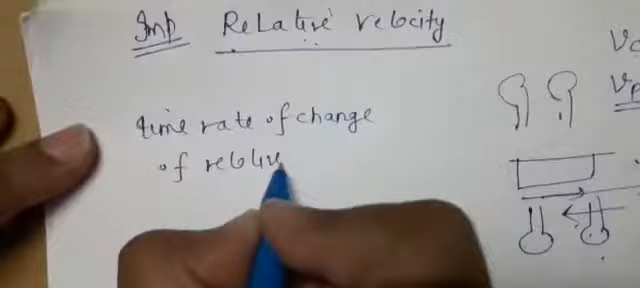 Imp Relative velocity
time rate of change
of relative